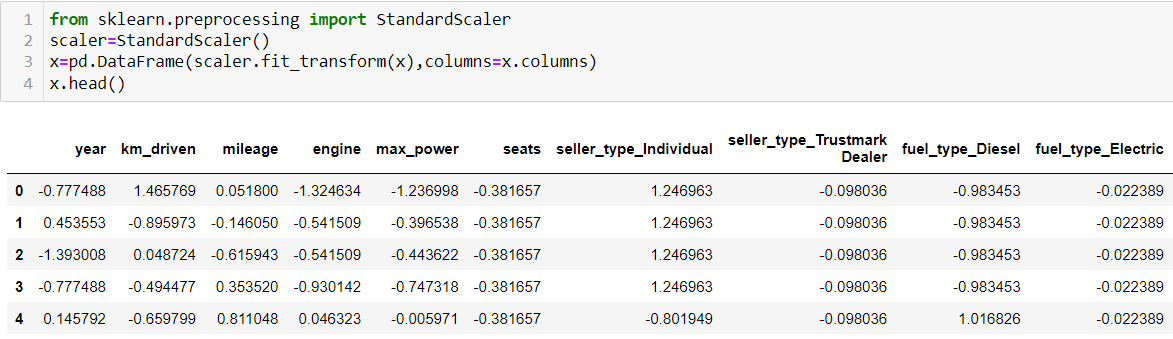 1 from sklearn.preprocessing import StandardScaler
2 scaler=StandardScaler()
3 x=pd.DataFrame(scaler.fit_transform(x),columns=x.columns)
4 x.head()
year km_driven mileage engine max_power seats seller_type_Individual seller_type_Trustmark Dealer fuel_type_Diesel fuel_type_Electric
0 -0.777488 1.465769 0.051800 -1.324634 -1.236998 -0.381657 1.246963 -0.098036 -0.983453 -0.022389
1 0.453553 -0.895973 -0.146050 -0.541509 -0.396538 -0.381657 1.246963 -0.098036 -0.983453 -0.022389
2 -1.393008 0.048724 -0.615943 -0.541509 -0.443622 -0.381657 1.246963 -0.098036 -0.983453 -0.022389
3 -0.777488 -0.494477 0.353520 -0.930142 -0.747318 -0.381657 1.246963 -0.098036 -0.983453 -0.022389
4 0.145792 -0.659799 0.811048 0.046323 -0.005971 -0.381657 -0.801949 -0.098036 1.016826 -0.022389